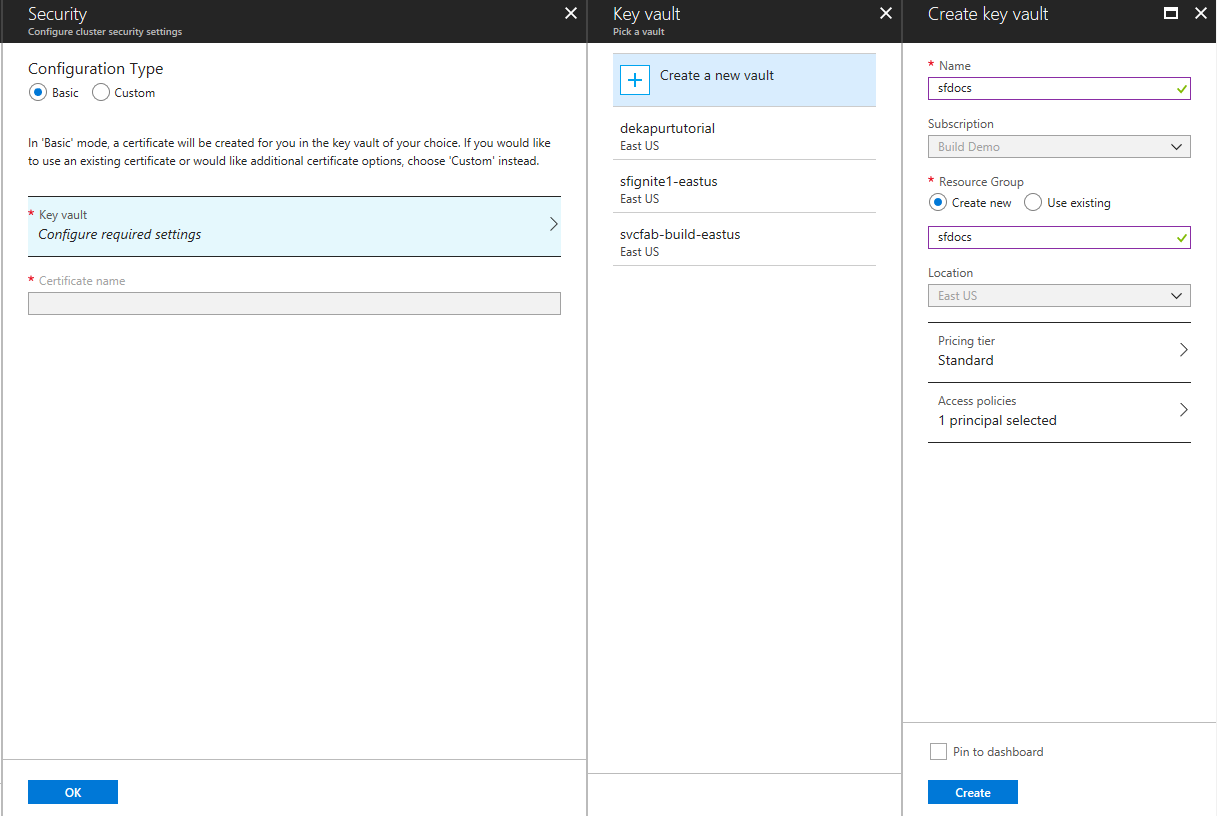 Security
Configure cluster security settings
Configuration Type
Basic
Custom
In 'Basic' mode, a certificate will be created for you in the key vault of your choice. If you would like
to use an existing certificate or would like additional certificate options, choose 'Custom' instead.
* Key vault
Configure required settings
* Certificate name
OK
Key vault
Pick a vault
Create a new vault
dekapurtutorial
East US
sfignite1-eastus
East US
svcfab-build-eastus
East US
Create key vault
* Name
sfdocs
Subscription
Build Demo
* Resource Group
Create new
Use existing
sfdocs
Location
East US
Pricing tier
Standard
Access policies
1 principal selected
Pin to dashboard
Create